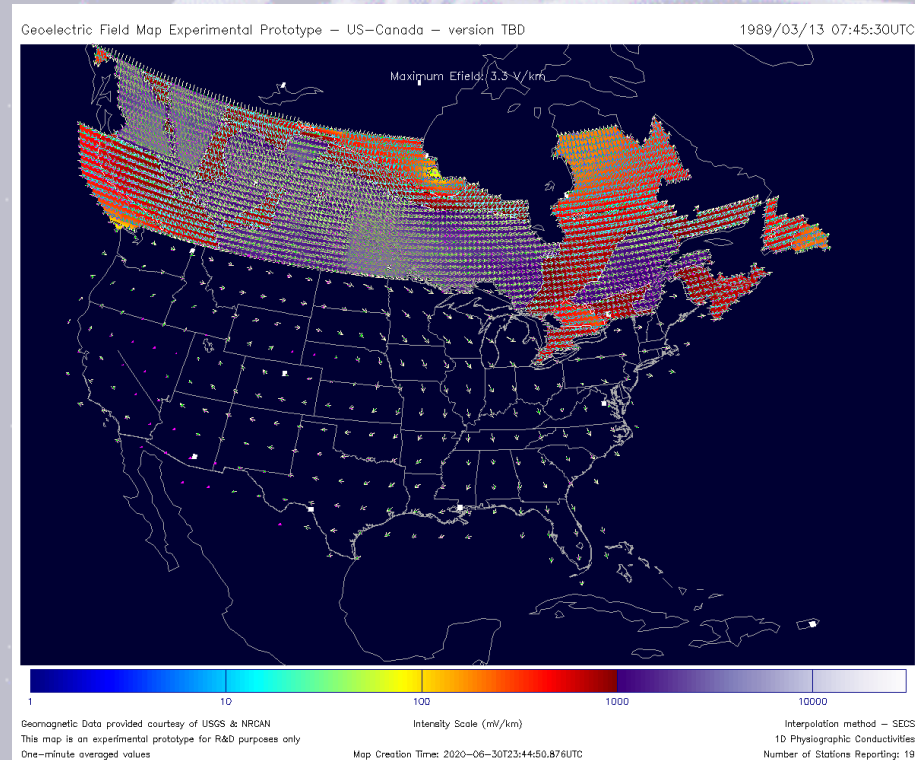 Geoelectric Field Map Experimental Prototype – US–Canada – version TBD
1989/03/13 07:45:30UTC
Maximum Efield: 3.3 V/km
1 10 100 1000 10000
Geomagnetic Data provided courtesy of USGS & NRCAN
Intensity Scale (mV/km)
Interpolation method – SECS
This map is an experimental prototype for R&D purposes only
1D Physiographic Conductivities
One–minute averaged values
Map Creation Time: 2020–06–30T23:44:50.876UTC
Number of Stations Reporting: 19